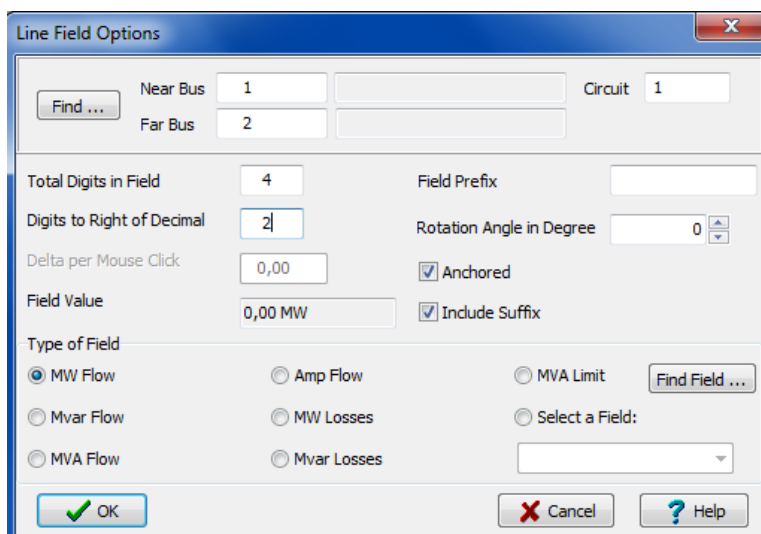 Line Field Options
Near Bus 1 Circuit 1
Find ...
Far Bus 2
Total Digits in Field 4 Field Prefix
Digits to Right of Decimal 2 Rotation Angle in Degree 0
Delta per Mouse Click 0,00 Anchored
Field Value 0,00 MW Include Suffix
Type of Field
MW Flow Amp Flow MVA Limit Find Field ...
Mvar Flow MW Losses Select a Field:
MVA Flow Mvar Losses
OK Cancel ? Help